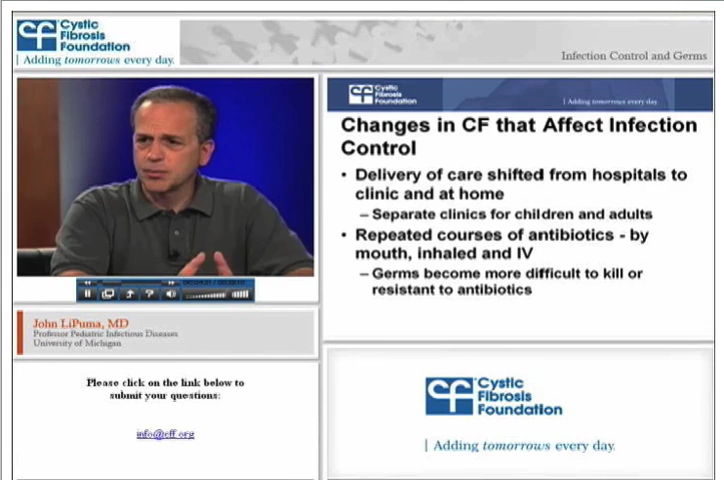 Cystic
Fibrosis
Foundation
Adding tomorrows every day.
Infection Control and Germs
Cystic
Fibrosis
Foundation
Adding tomorrows every day.
Changes in CF that Affect Infection
Control
• Delivery of care shifted from hospitals to
clinic and at home
– Separate clinics for children and adults
• Repeated courses of antibiotics - by
mouth, inhaled and IV
– Germs become more difficult to kill or
resistant to antibiotics
John LiPuma, MD
Professor Pediatric Infectious Diseases
University of Michigan
Please click on the link below to
submit your questions:
info@cff.org
CF Cystic
Fibrosis
Foundation
Adding tomorrows every day.